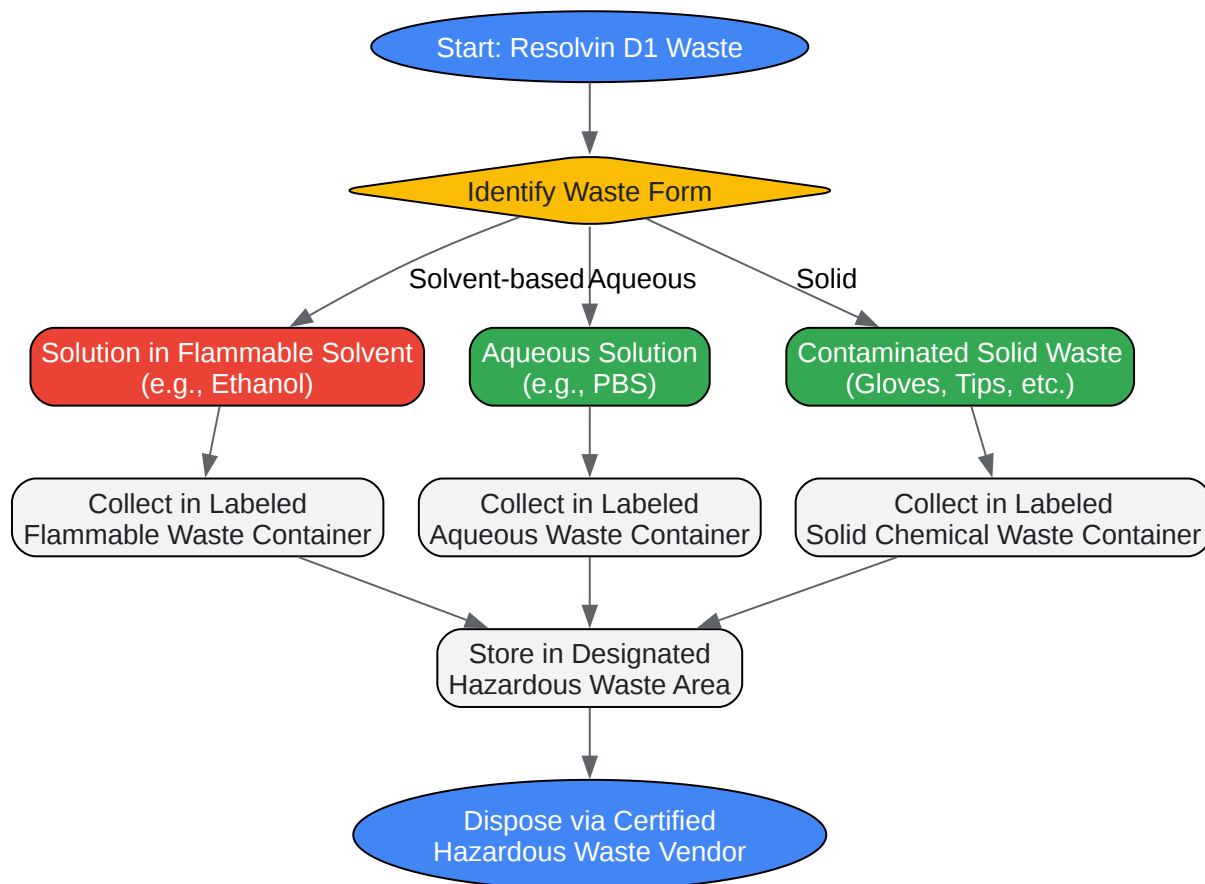 Start: Resolvin D1 Waste
Identify Waste Form
Solvent-based
Aqueous
Solid
Solution in Flammable Solvent
(e.g., Ethanol)
Aqueous Solution
(e.g., PBS)
Contaminated Solid Waste
(Gloves, Tips, etc.)
Collect in Labeled
Flammable Waste Container
Collect in Labeled
Aqueous Waste Container
Collect in Labeled
Solid Chemical Waste Container
Store in Designated
Hazardous Waste Area
Dispose via Certified
Hazardous Waste Vendor